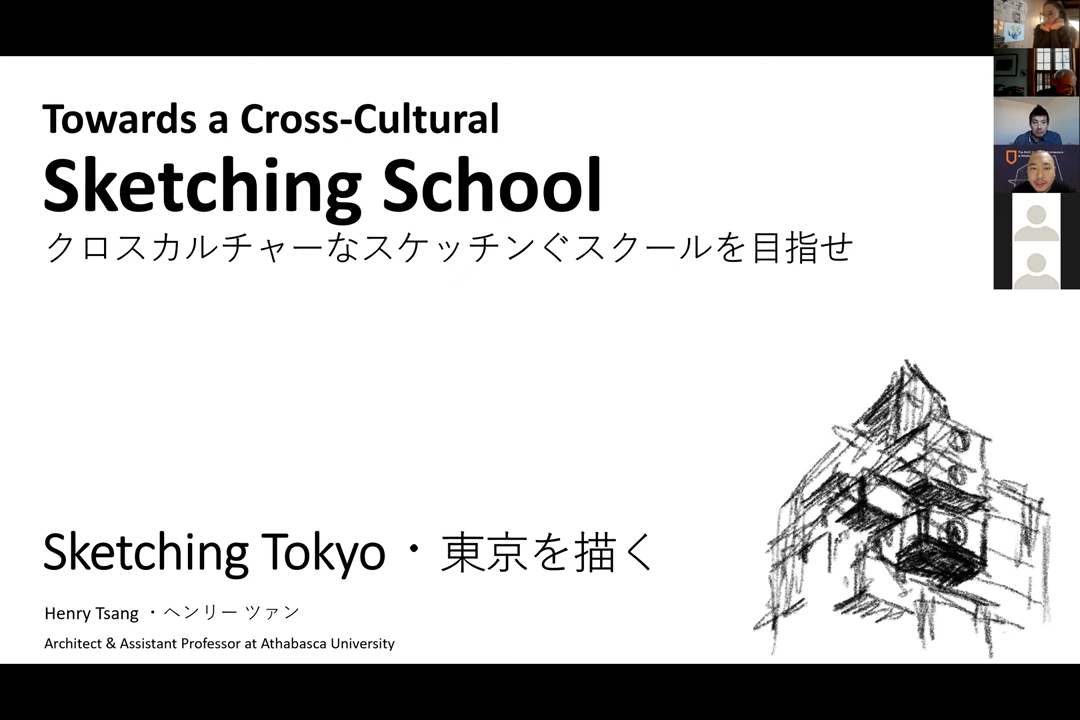 Towards a Cross-Cultural
Sketching School
クロスカルチャーなスケッチンぐスクールを目指せ
Sketching Tokyo・東京を描く
Henry Tsang ・ヘンリー ツァン
Architect & Assistant Professor at Athabasca University